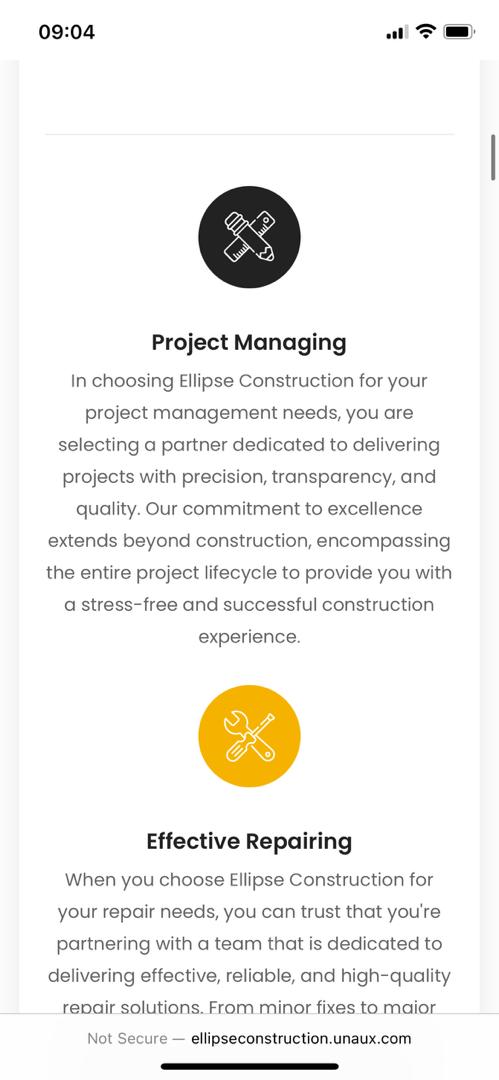 09:04
Project Managing
In choosing Ellipse Construction for your
project management needs, you are
selecting a partner dedicated to delivering
projects with precision, transparency, and
quality. Our commitment to excellence
extends beyond construction, encompassing
the entire project lifecycle to provide you with
a stress-free and successful construction
experience.
Effective Repairing
When you choose Ellipse Construction for
your repair needs, you can trust that you're
partnering with a team that is dedicated to
delivering effective, reliable, and high-quality
repair solutions. From minor fixes to major
Not Secure — ellipseconstruction.unaux.com